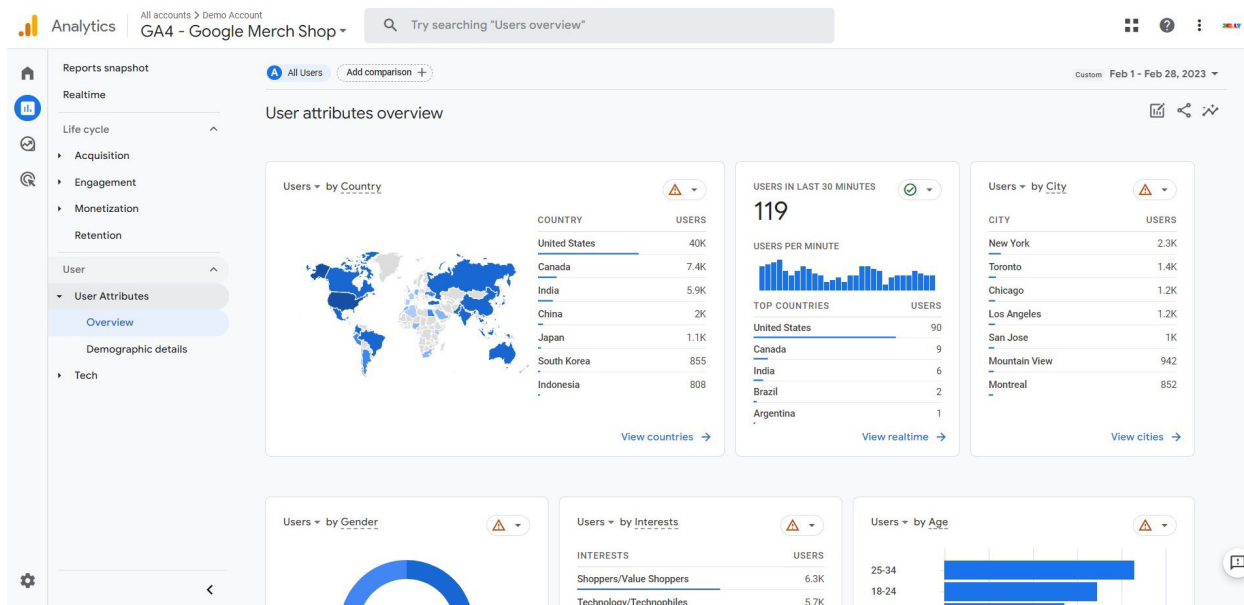 All accounts > Demo Account
Analytics
GA4 - Google Merch Shop
Try searching "Users overview"
Reports snapshot
Realtime
Life cycle
Acquisition
Engagement
Monetization
Retention
User
User Attributes
Overview
Demographic details
Tech
A All Users
Add comparison +
Custom Feb 1 - Feb 28, 2023
User attributes overview
Users by Country
COUNTRY USERS
United States 40K
Canada 7.4K
India 5.9K
China 2K
Japan 1.1K
South Korea 855
Indonesia 808
View countries
USERS IN LAST 30 MINUTES
119
USERS PER MINUTE
TOP COUNTRIES USERS
United States 90
Canada 9
India 6
Brazil 2
Argentina 1
View realtime
Users by City
CITY USERS
New York 2.3K
Toronto 1.4K
Chicago 1.2K
Los Angeles 1.2K
San Jose 1K
Mountain View 942
Montreal 852
View cities
Users by Gender
Users by Interests
INTERESTS USERS
Shoppers/Value Shoppers 6.3K
Technology/Technophiles 5.7K
Users by Age
25-34
18-24